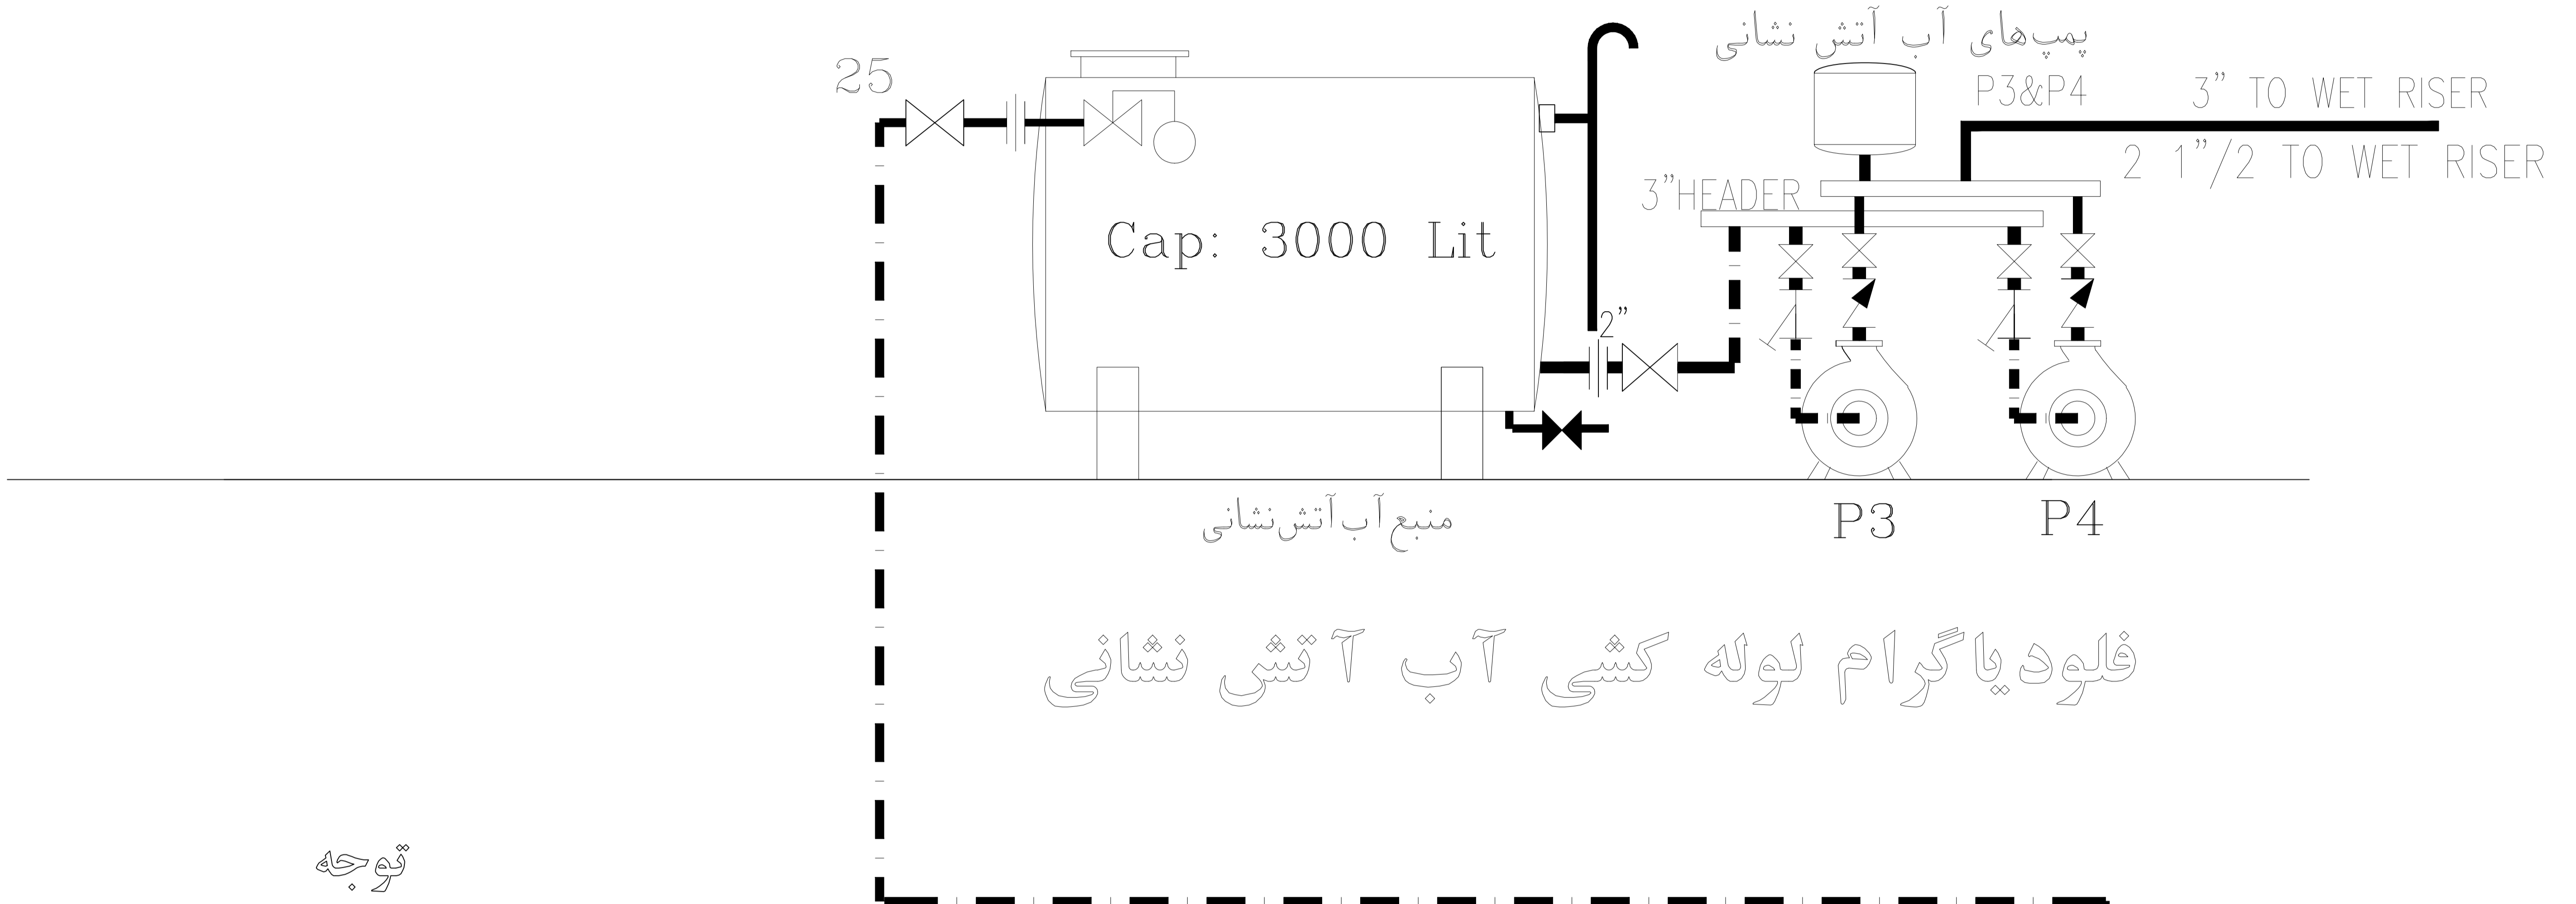 پمپ‌های آب آتش نشانی
P3&P4
25
3" TO WET RISER
2 1"/2 TO WET RISER
3"HEADER
Cap: 3000 Lit
2"
منبع آب آتش نشانی
P3
P4
فلودیاگرام لوله کشی آب آتش نشانی
توجه